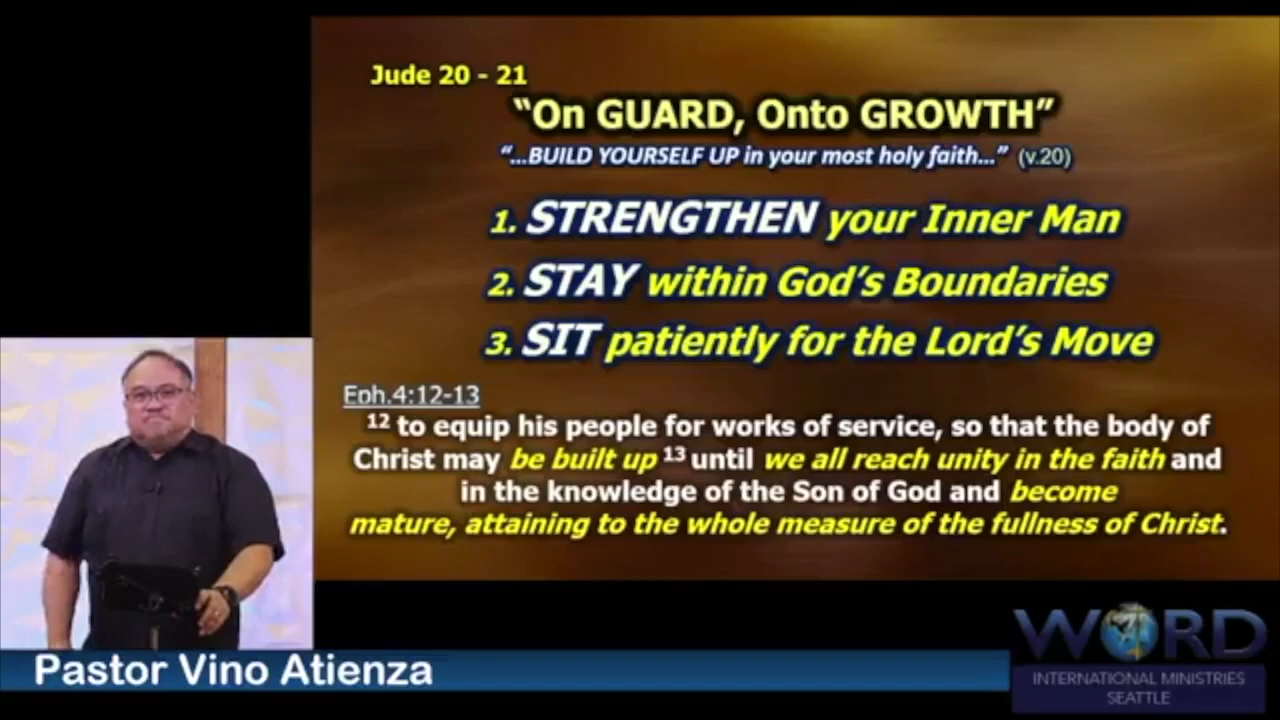 Jude 20 - 21
“On GUARD, Onto GROWTH”
“...BUILD YOURSELF UP in your most holy faith...” (v.20)
1. STRENGTHEN your Inner Man
2. STAY within God’s Boundaries
3. SIT patiently for the Lord’s Move
Eph.4:12-13
12 to equip his people for works of service, so that the body of
Christ may be built up 13 until we all reach unity in the faith and
in the knowledge of the Son of God and become
mature, attaining to the whole measure of the fullness of Christ.
Pastor Vino Atienza
WORD
INTERNATIONAL MINISTRIES
SEATTLE